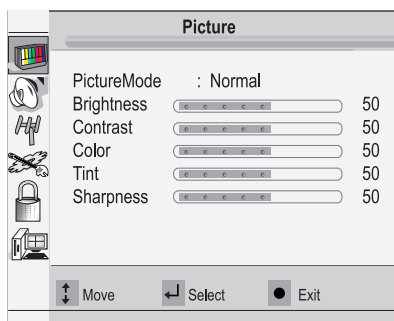 Picture
PictureMode : Normal
Brightness 50
Contrast 50
Color 50
Tint 50
Sharpness 50
Move Select Exit